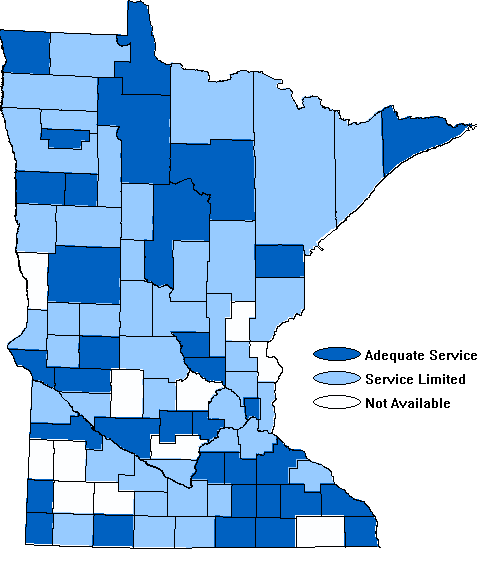 Adequate Service
Service Limited
Not Available